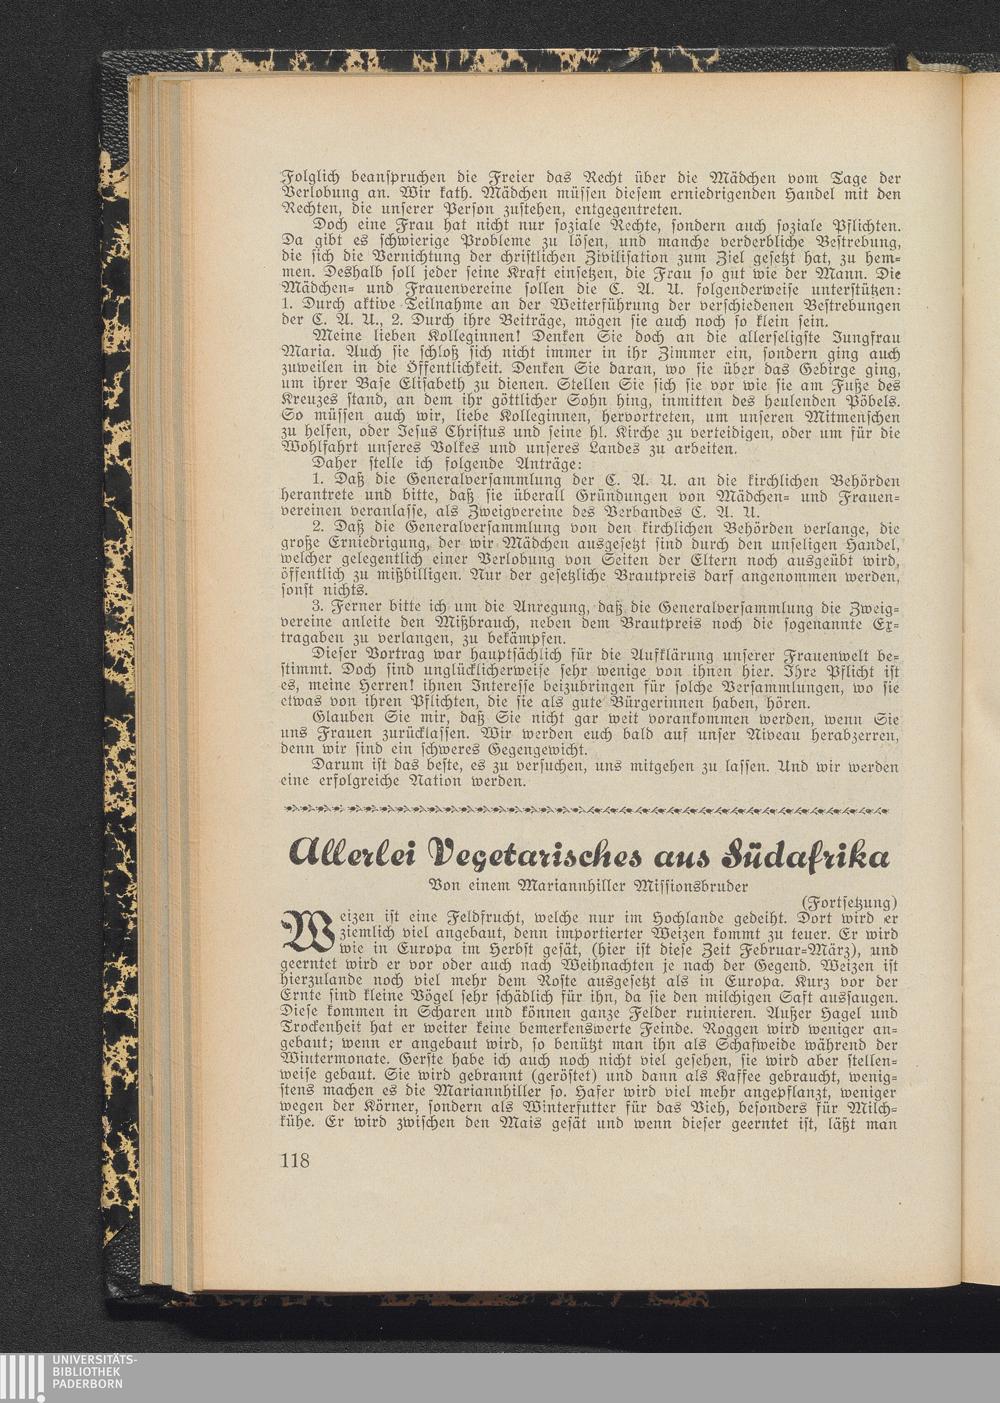 Folglich beanspruchen die Freier das Recht über die Mädchen vom Tage der
Verlobung an. Wir kath. Mädchen müssen diesem erniedrigenden Handel mit den
Rechten, die unserer Person zustehen, entgegentreten.
Doch eine Frau hat nicht nur soziale Rechte, sondern auch soziale Pflichten.
Da gibt es schwierige Probleme zu lösen, und manche verderbliche Bestrebung,
die sich die Vernichtung der christlichen Zivilisation zum Ziel gesetzt hat, zu hem-
men. Deshalb soll jeder seine Kraft einsetzen, die Frau so gut wie der Mann. Die
Mädchen- und Frauenvereine sollen die C. A. U. folgenderweise unterstützen:
1. Durch aktive Teilnahme an der Weiterführung der verschiedenen Bestrebungen
der C. A. U., 2. Durch ihre Beiträge, mögen sie auch noch so klein sein.
Meine lieben Kolleginnen! Denken Sie doch an die allerseligste Jungfrau
Maria. Auch sie schloß sich nicht immer in ihr Zimmer ein, sondern ging auch
zuweilen in die Öffentlichkeit. Denken Sie daran, wo sie über das Gebirge ging,
um ihrer Base Elisabeth zu dienen. Stellen Sie sich sie vor wie sie am Fuße des
Kreuzes stand, an dem ihr göttlicher Sohn hing, inmitten des heulenden Pöbels.
So müssen auch wir, liebe Kolleginnen, hervortreten, um unseren Mitmenschen
zu helfen, oder Jesus Christus und seine hl. Kirche zu verteidigen, oder um für die
Wohlfahrt unseres Volkes und unseres Landes zu arbeiten.
Daher stelle ich folgende Anträge:
1. Daß die Generalversammlung der C. A. U. an die kirchlichen Behörden
herantrete und bitte, daß sie überall Gründungen von Mädchen- und Frauen-
vereinen veranlasse, als Zweigvereine des Verbandes C. A. U.
2. Daß die Generalversammlung von den kirchlichen Behörden verlange, die
große Erniedrigung, der wir Mädchen ausgesetzt sind durch den unseligen Handel,
welcher gelegentlich einer Verlobung von Seiten der Eltern noch ausgeübt wird,
öffentlich zu mißbilligen. Nur der gesetzliche Brautpreis darf angenommen werden,
sonst nichts.
3. Ferner bitte ich um die Anregung, daß die Generalversammlung die Zweig-
vereine anleite den Mißbrauch, neben dem Brautpreis noch die sogenannte Ex-
tragaben zu verlangen, zu bekämpfen.
Dieser Vortrag war hauptsächlich für die Aufklärung unserer Frauenwelt be-
stimmt. Doch sind unglücklicherweise sehr wenige von ihnen hier. Ihre Pflicht ist
es, meine Herren! ihnen Interesse beizubringen für solche Versammlungen, wo sie
etwas von ihren Pflichten, die sie als gute Bürgerinnen haben, hören.
Glauben Sie mir, daß Sie nicht gar weit vorankommen werden, wenn Sie
uns Frauen zurücklassen. Wir werden euch bald auf unser Niveau herabzerren,
denn wir sind ein schweres Gegengewicht.
Darum ist das beste, es zu versuchen, uns mitgehen zu lassen. Und wir werden
eine erfolgreiche Nation werden.
Allerlei Vegetarisches aus Südafrika
Von einem Mariannhiller Missionsbruder
(Fortsetzung)
Weizen ist eine Feldfrucht, welche nur im Hochlande gedeiht. Dort wird er
ziemlich viel angebaut, denn importierter Weizen kommt zu teuer. Er wird
wie in Europa im Herbst gesät, (hier ist diese Zeit Februar-März), und
geerntet wird er vor oder auch nach Weihnachten je nach der Gegend. Weizen ist
hierzulande noch viel mehr dem Roste ausgesetzt als in Europa. Kurz vor der
Ernte sind kleine Vögel sehr schädlich für ihn, da sie den milchigen Saft aussaugen.
Diese kommen in Scharen und können ganze Felder ruinieren. Außer Hagel und
Trockenheit hat er weiter keine bemerkenswerte Feinde. Roggen wird weniger an-
gebaut; wenn er angebaut wird, so benützt man ihn als Schafweide während der
Wintermonate. Gerste habe ich auch noch nicht viel gesehen, sie wird aber stellen-
weise gebaut. Sie wird gebrannt (geröstet) und dann als Kaffee gebraucht, wenig-
stens machen es die Mariannhiller so. Hafer wird viel mehr angepflanzt, weniger
wegen der Körner, sondern als Winterfutter für das Vieh, besonders für Milch-
kühe. Er wird zwischen den Mais gesät und wenn dieser geerntet ist, läßt man
118
UNIVERSITÄTS-
BIBLIOTHEK
PADERBORN